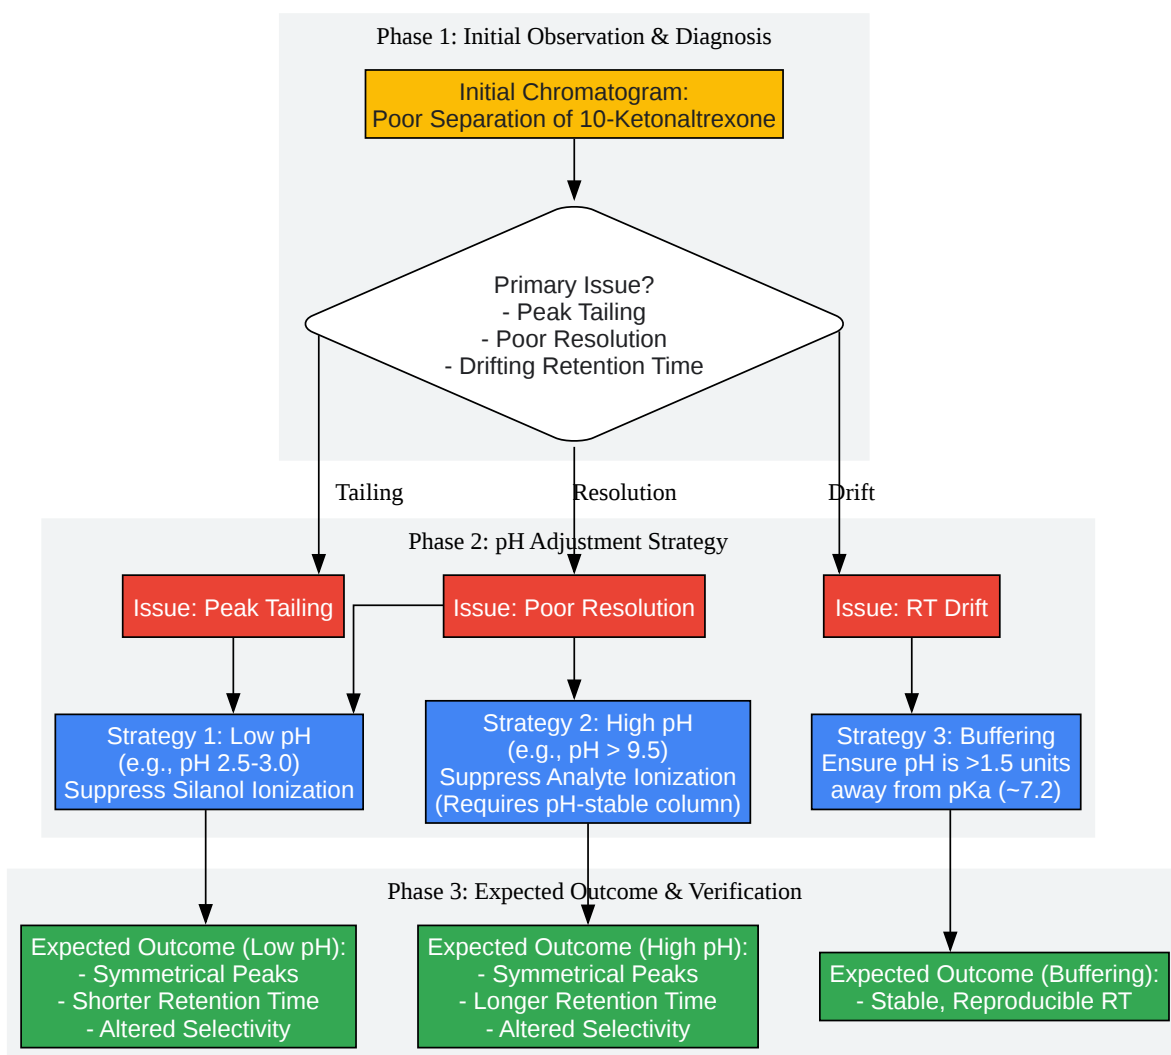 Phase 1: Initial Observation & Diagnosis
Initial Chromatogram:
Poor Separation of 10-Ketonaltrexone
Primary Issue?
- Peak Tailing
- Poor Resolution
- Drifting Retention Time
Tailing
Resolution
Drift
Phase 2: pH Adjustment Strategy
Issue: Peak Tailing
Issue: Poor Resolution
Issue: RT Drift
Strategy 1: Low pH
(e.g., pH 2.5-3.0)
Suppress Silanol Ionization
Strategy 2: High pH
(e.g., pH > 9.5)
Suppress Analyte Ionization
(Requires pH-stable column)
Strategy 3: Buffering
Ensure pH is >1.5 units
away from pKa (~7.2)
Phase 3: Expected Outcome & Verification
Expected Outcome (Low pH):
- Symmetrical Peaks
- Shorter Retention Time
- Altered Selectivity
Expected Outcome (High pH):
- Symmetrical Peaks
- Longer Retention Time
- Altered Selectivity
Expected Outcome (Buffering):
- Stable, Reproducible RT